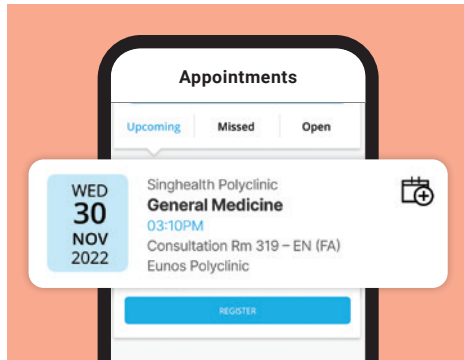 Appointments
Upcoming Missed Open
WED
30
NOV
2022
Singhealth Polyclinic
General Medicine
03:10PM
Consultation Rm 319 – EN (FA)
Eunos Polyclinic
REGISTER